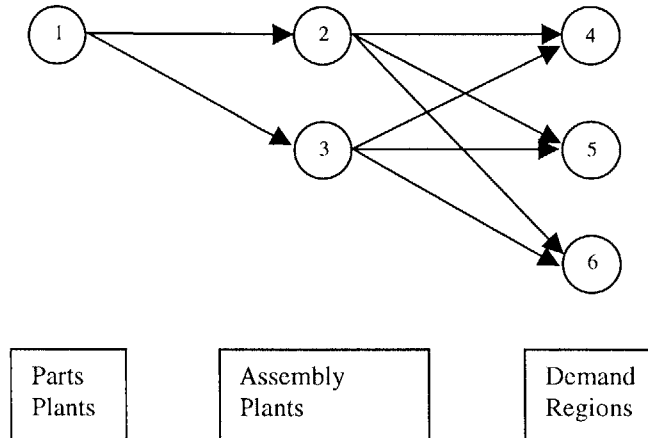 1
2
4
3
5
6
Parts
Plants
Assembly
Plants
Demand
Regions